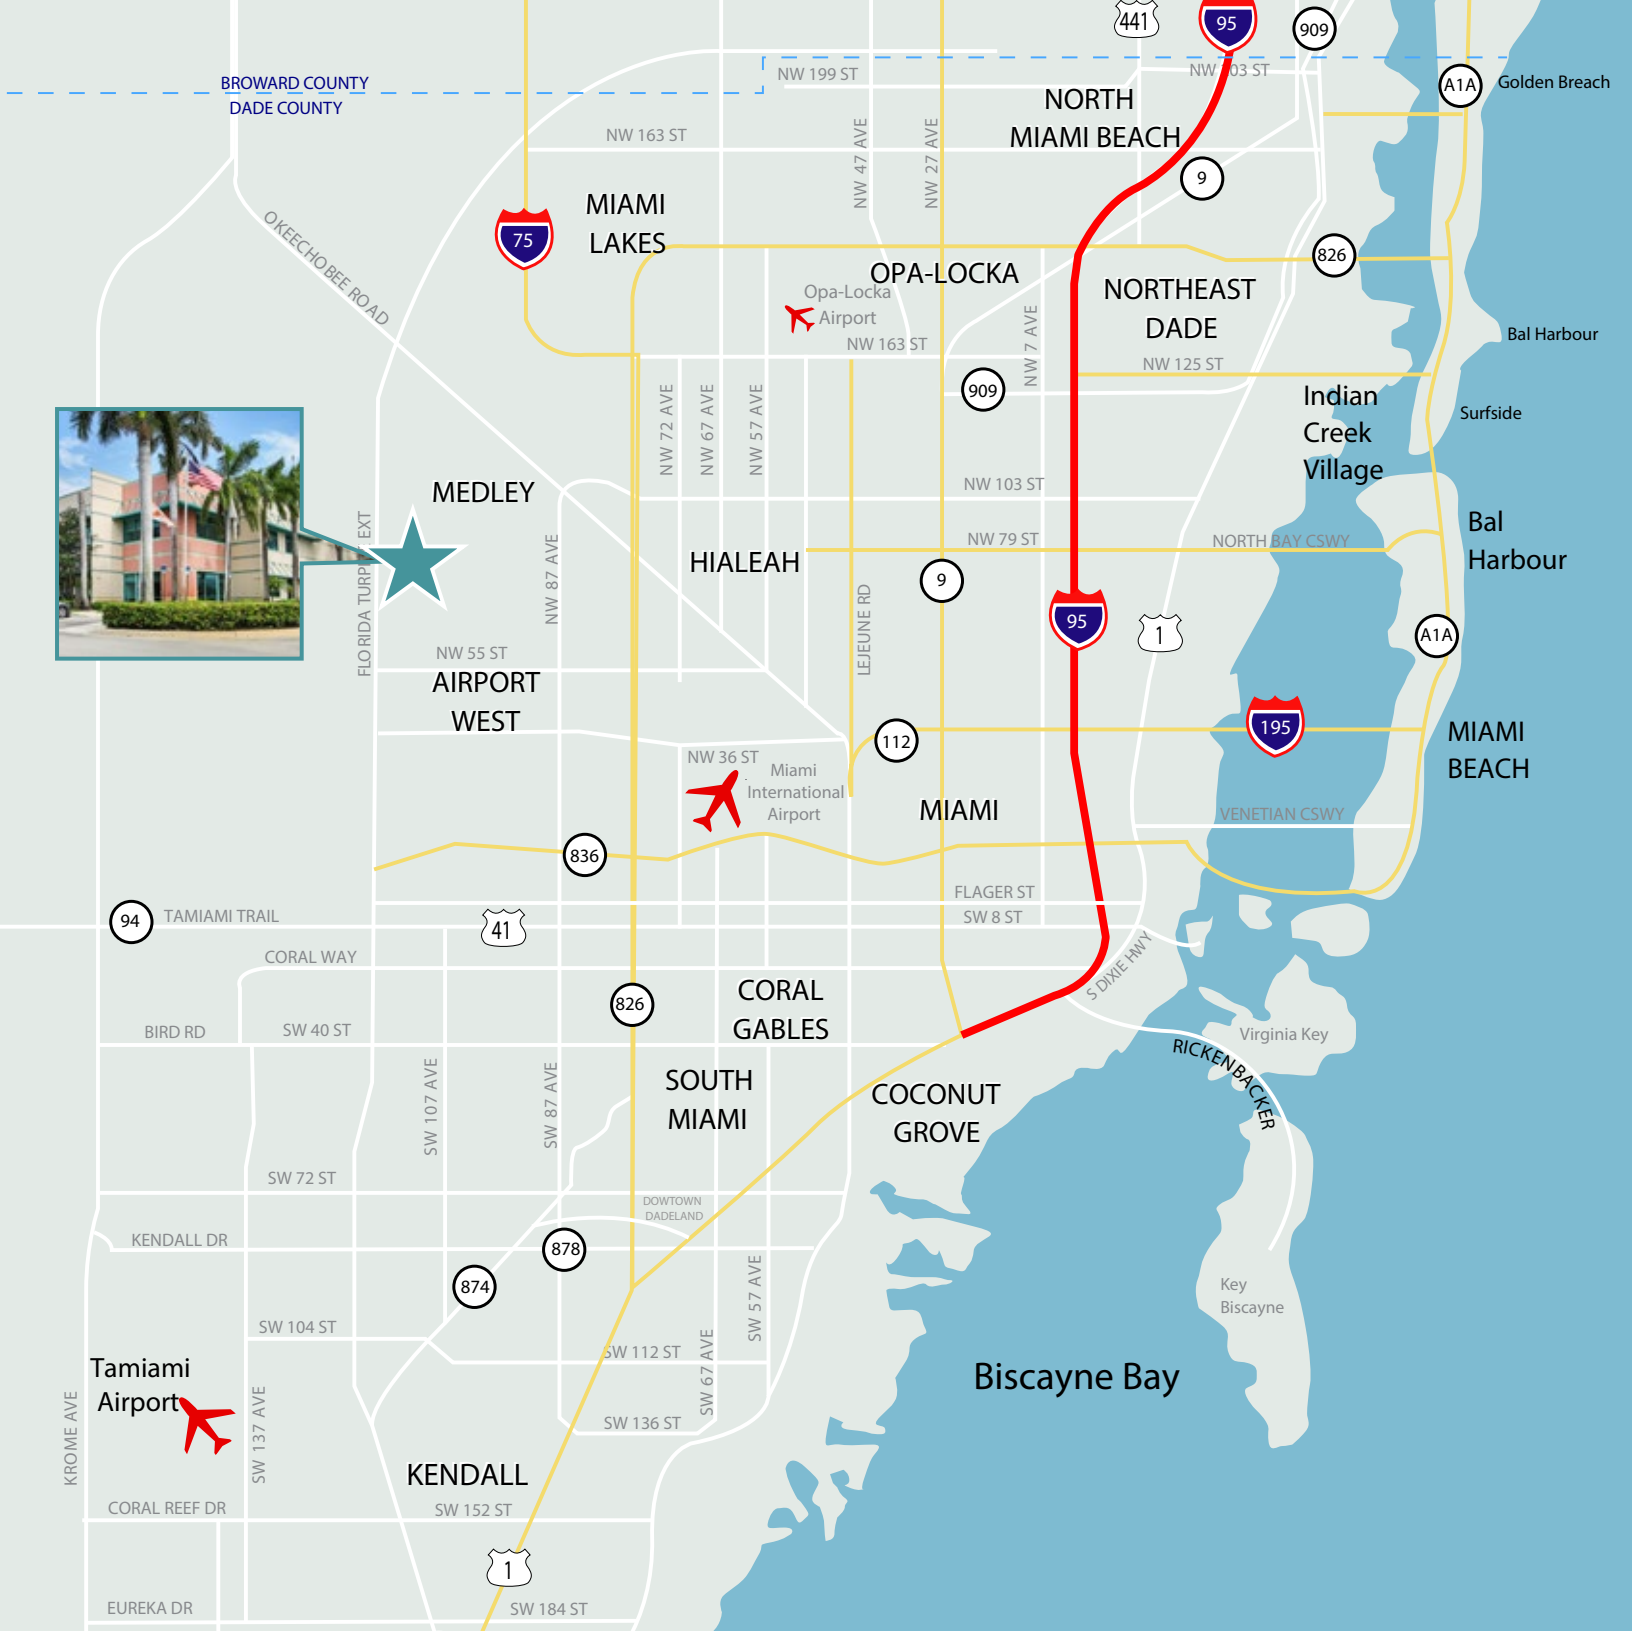 441
95
909
BROWARD COUNTY
DADE COUNTY
NW 199 ST
A1A
Golden Breach
NORTH
MIAMI BEACH
NW 163 ST
NW 47 AVE
NW 27 AVE
9
MIAMI
LAKES
75
OKEECHOBEE ROAD
826
OPA-LOCKA
Opa-Locka
Airport
NORTHEAST
DADE
NW 163 ST
NW 7 AVE
Bal Harbour
NW 125 ST
909
Indian
Creek
Village
Surfside
NW 72 AVE
NW 67 AVE
NW 57 AVE
MEDLEY
NW 103 ST
FLORIDA TURPIKE EXT
NW 87 AVE
HIALEAH
NW 79 ST
NORTH BAY CSWY
Bal
Harbour
9
LEJEUNE RD
95
1
A1A
NW 55 ST
AIRPORT
WEST
112
195
MIAMI
BEACH
NW 36 ST
Miami
International
Airport
MIAMI
VENETIAN CSWY
836
FLAGER ST
94
TAMIAMI TRAIL
41
SW 8 ST
CORAL WAY
S DIXIE HWY
826
CORAL
GABLES
BIRD RD
SW 40 ST
Virginia Key
RICKENBACKER
SW 107 AVE
SW 87 AVE
SOUTH
MIAMI
COCONUT
GROVE
SW 72 ST
DOWTOWN
DADELAND
KENDALL DR
878
874
SW 57 AVE
Key
Biscayne
SW 104 ST
SW 112 ST
SW 67 AVE
Tamiami
Airport
Biscayne Bay
KROME AVE
SW 137 AVE
SW 136 ST
KENDALL
CORAL REEF DR
SW 152 ST
1
EUREKA DR
SW 184 ST